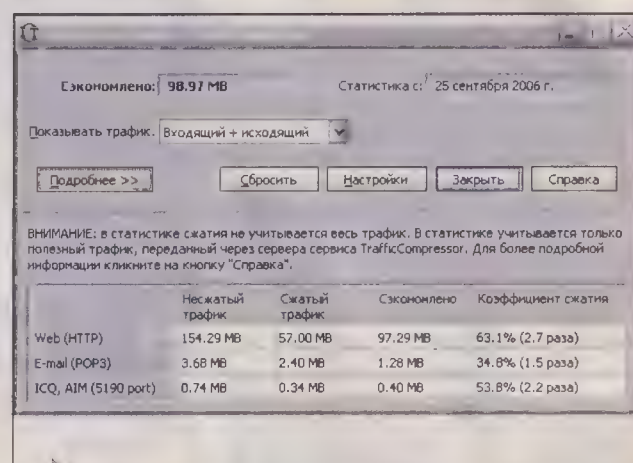 Сэкономлено: 98.97 MB Статистика с: 25 сентября 2006 г.
Показывать трафик. Входящий + исходящий
Подробнее >> Сбросить Настройки Закрыть Справка
ВНИМАНИЕ: в статистике сжатия не учитывается весь трафик. В статистике учитывается только
полезный трафик, переданный через сервера сервиса TrafficCompressor. Для более подробной
информации кликните на кнопку "Справка".
Несжатый трафик Сжатый трафик Сэкономлено Коэффициент сжатия
Web (HTTP) 154.29 MB 57.00 MB 97.29 MB 63.1% (2.7 раза)
E-mail (POP3) 3.68 MB 2.40 MB 1.28 MB 34.8% (1.5 раза)
ICQ, AIM (5190 port) 0.74 MB 0.34 MB 0.40 MB 53.8% (2.2 раза)